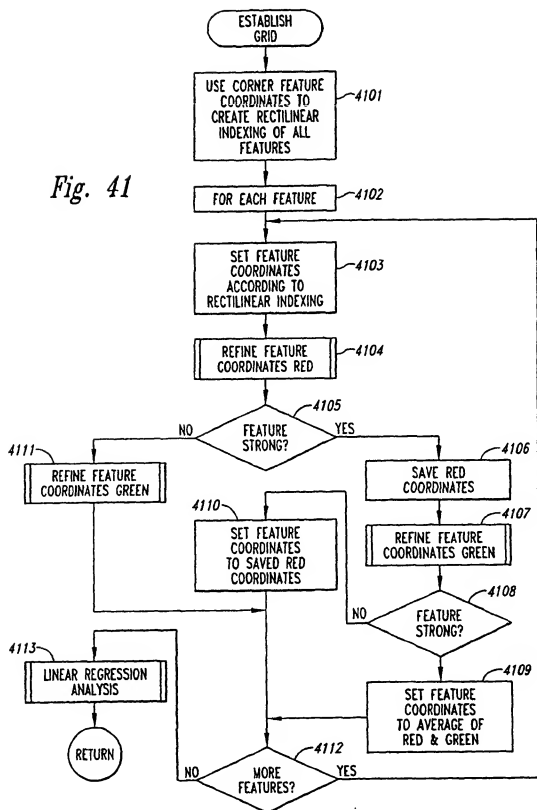 ESTABLISH
GRID
4101
USE CORNER FEATURE
COORDINATES TO
CREATE RECTILINEAR
INDEXING OF ALL
FEATURES
Fig. 41
4102
FOR EACH FEATURE
4103
SET FEATURE
COORDINATES
ACCORDING TO
RECTILINEAR INDEXING
4104
REFINE FEATURE
COORDINATES RED
4105
FEATURE
STRONG?
NO
YES
4111
REFINE FEATURE
COORDINATES GREEN
4106
SAVE RED
COORDINATES
4107
REFINE FEATURE
COORDINATES GREEN
4110
SET FEATURE
COORDINATES
TO SAVED RED
COORDINATES
4108
FEATURE
STRONG?
NO
4109
SET FEATURE
COORDINATES
TO AVERAGE OF
RED & GREEN
4113
LINEAR REGRESSION
ANALYSIS
RETURN
4112
MORE
FEATURES?
NO
YES